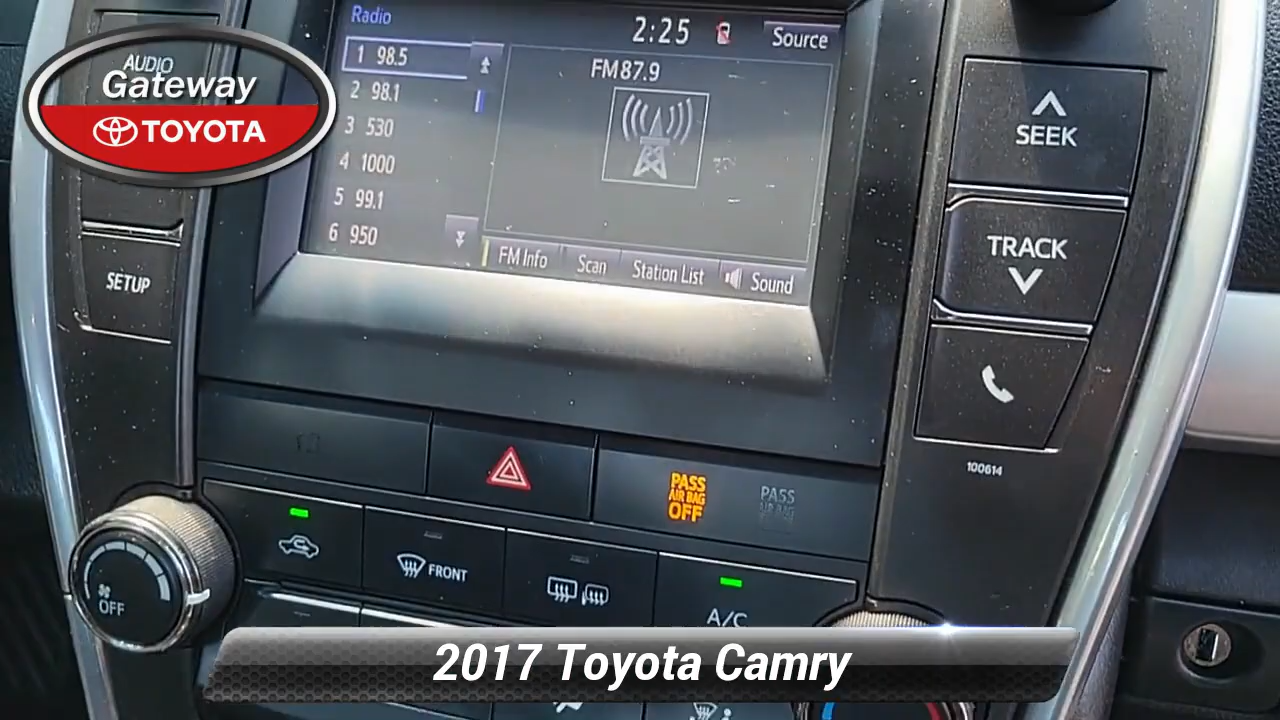 Radio
2:25
Source
1 98.5
2 98.1
3 530
4 1000
5 99.1
6 950
FM87.9
FM Info
Scan
Station List
Sound
AUDIO
Gateway
TOYOTA
SETUP
SEEK
TRACK
100614
PASS
AIR BAG
OFF
PASS
AIR BAG
OFF
FRONT
A/C
2017 Toyota Camry